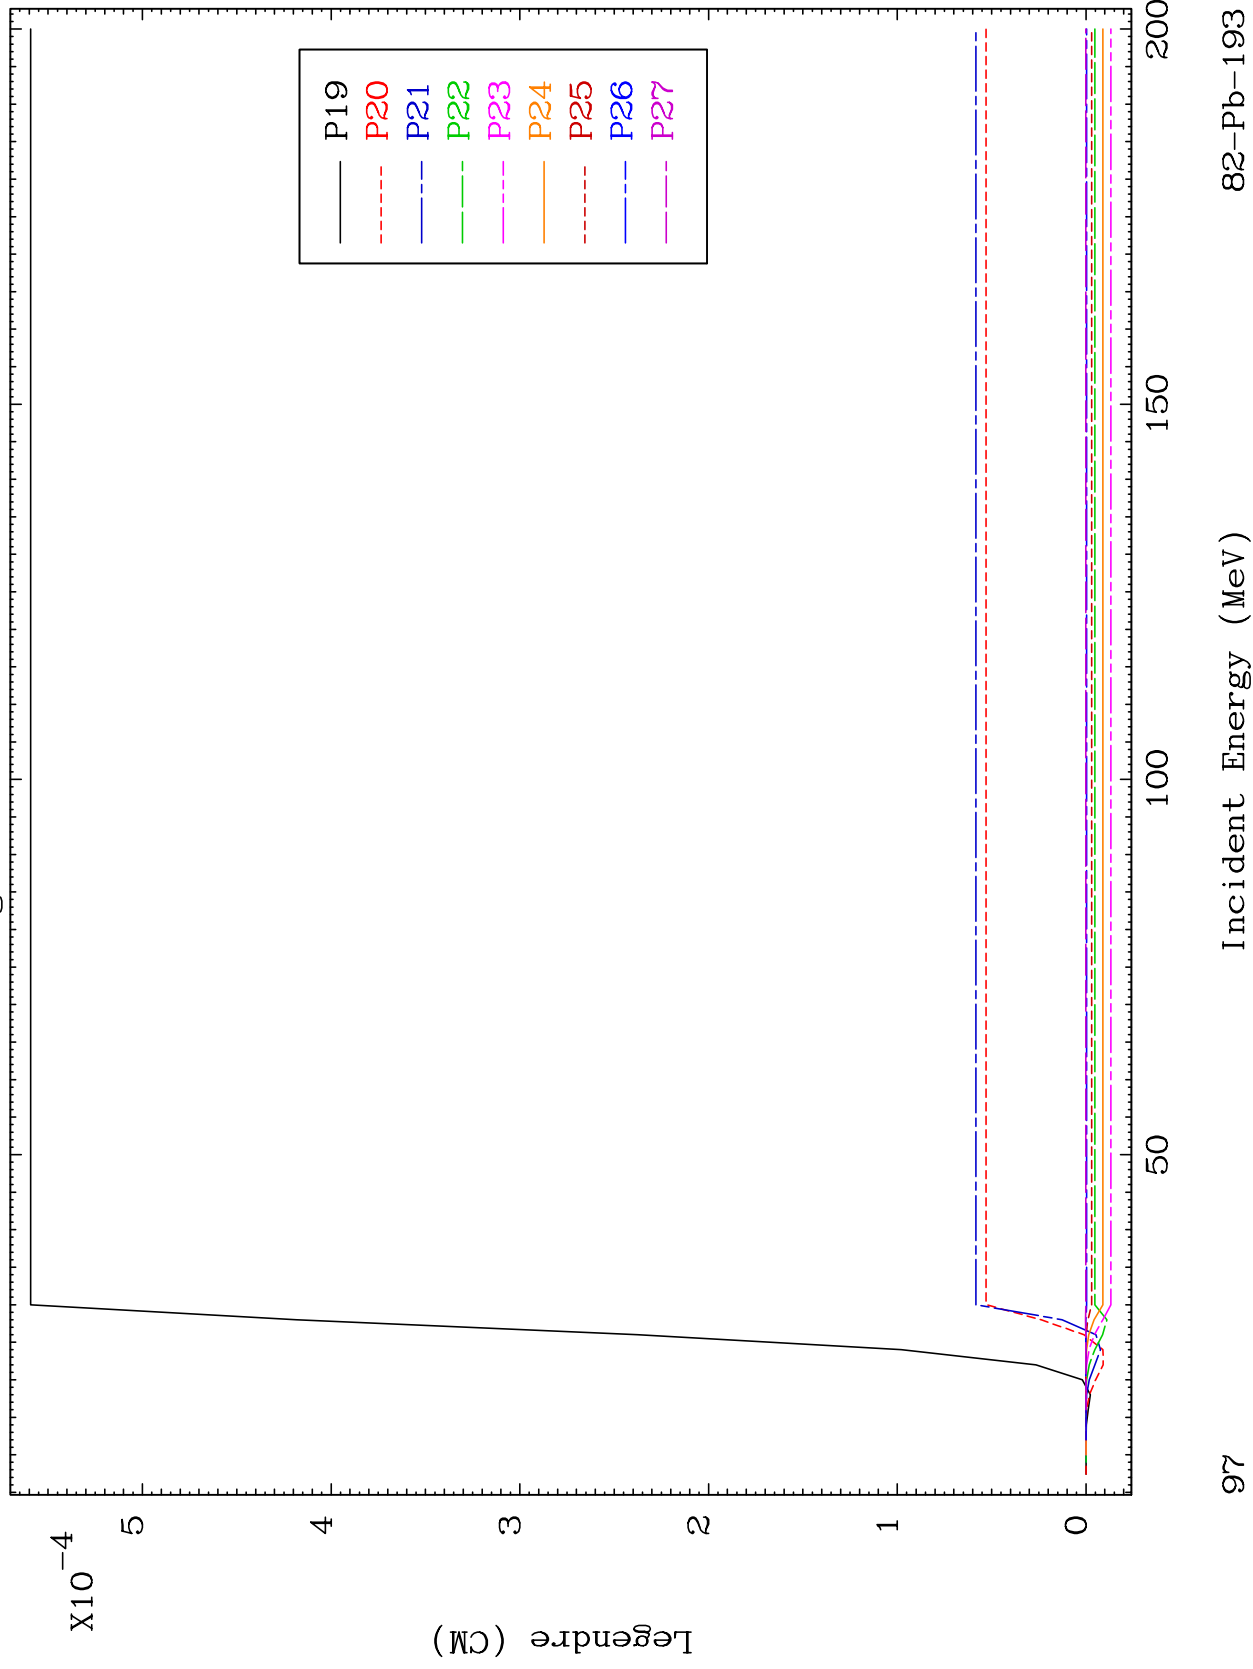 X10-4
Legendre (CM)
5
4
3
2
1
0
50
100
150
200
Incident Energy (MeV)
P19
P20
P21
P22
P23
P24
P25
P26
P27
97
82-Pb-193